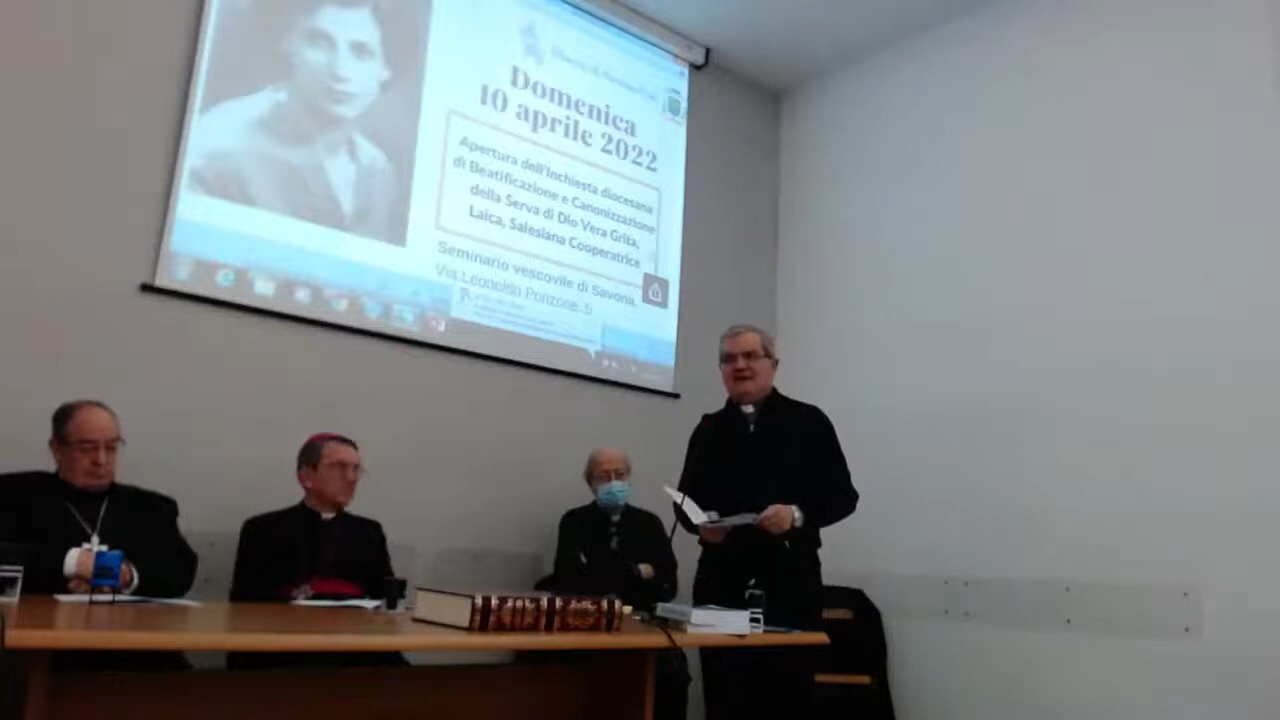 Domenica
10 aprile 2022
Apertura dell'Inchiesta diocesana
di Beatificazione e Canonizzazione
della Serva di Dio Vera Grita,
Laica, Salesiana Cooperatrice
Seminario vescovile di Savona,
Via Leopoldo Ponzone, 5